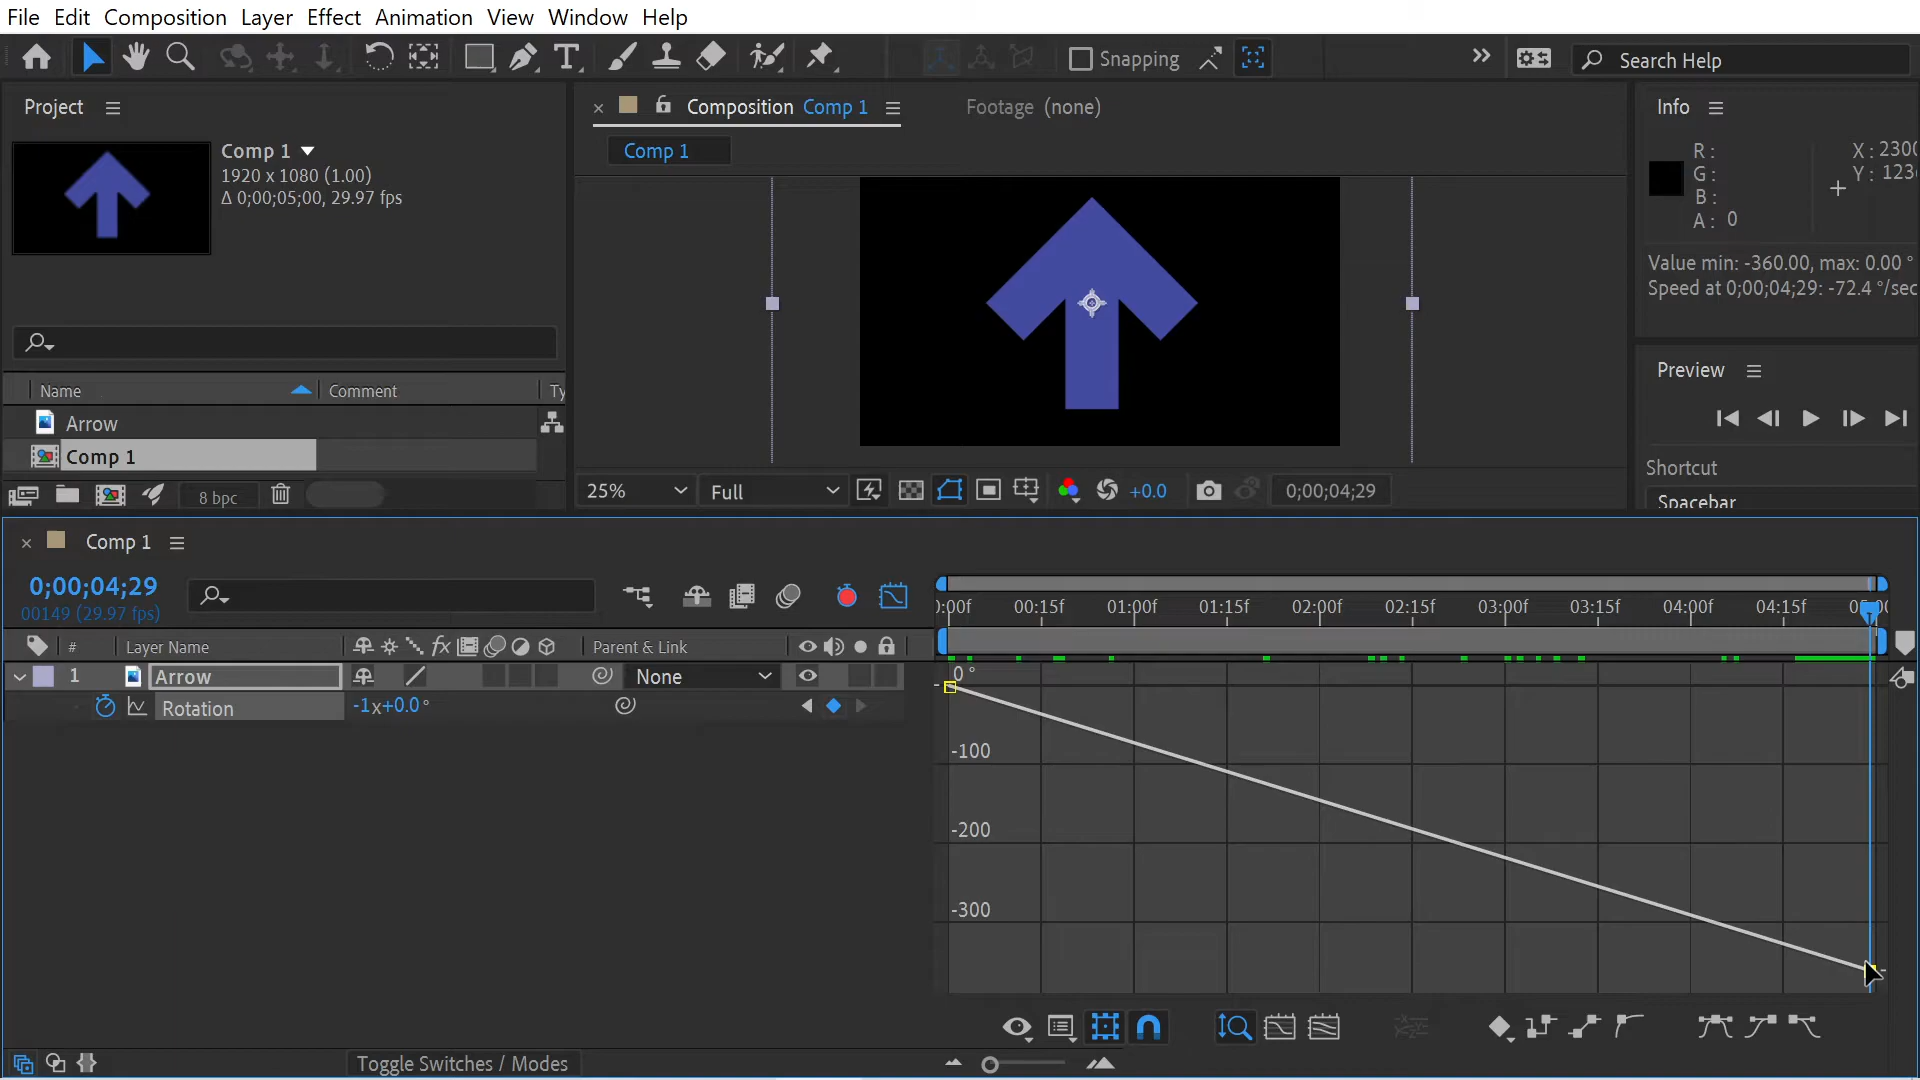 File Edit Composition Layer Effect Animation View Window Help
Snapping
Search Help
Project
Comp 1
1920 x 1080 (1.00)
Δ 0;00;05;00, 29.97 fps
Name Comment Ty
Arrow
Comp 1
8 bpc
Composition Comp 1
Footage (none)
Comp 1
25% Full +0.0 0;00;04;29
Info
R :
G :
B :
A : 0
X : 2300
Y : 123
Value min: -360.00, max: 0.00 °
Speed at 0;00;04;29: -72.4 °/sec
Preview
Shortcut
Spacebar
Comp 1
0;00;04;29
00149 (29.97 fps)
# Layer Name fx Parent & Link
1 Arrow None
Rotation -1x+0.0°
):00f 00:15f 01:00f 01:15f 02:00f 02:15f 03:00f 03:15f 04:00f 04:15f
0 °
-100
-200
-300
Toggle Switches / Modes